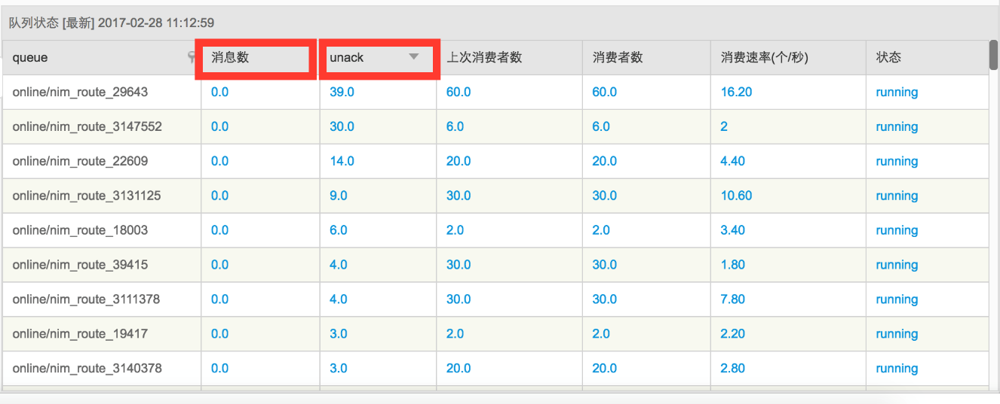 队列状态 [最新] 2017-02-28 11:12:59
queue 消息数 unack 上次消费者数 消费者数 消费速率(个/秒) 状态
online/nim_route_29643 0.0 39.0 60.0 60.0 16.20 running
online/nim_route_3147552 0.0 30.0 6.0 6.0 2 running
online/nim_route_22609 0.0 14.0 20.0 20.0 4.40 running
online/nim_route_3131125 0.0 9.0 30.0 30.0 10.60 running
online/nim_route_18003 0.0 6.0 2.0 2.0 3.40 running
online/nim_route_39415 0.0 4.0 30.0 30.0 1.80 running
online/nim_route_3111378 0.0 4.0 30.0 30.0 7.80 running
online/nim_route_19417 0.0 3.0 2.0 2.0 2.20 running
online/nim_route_3140378 0.0 3.0 20.0 20.0 2.80 running